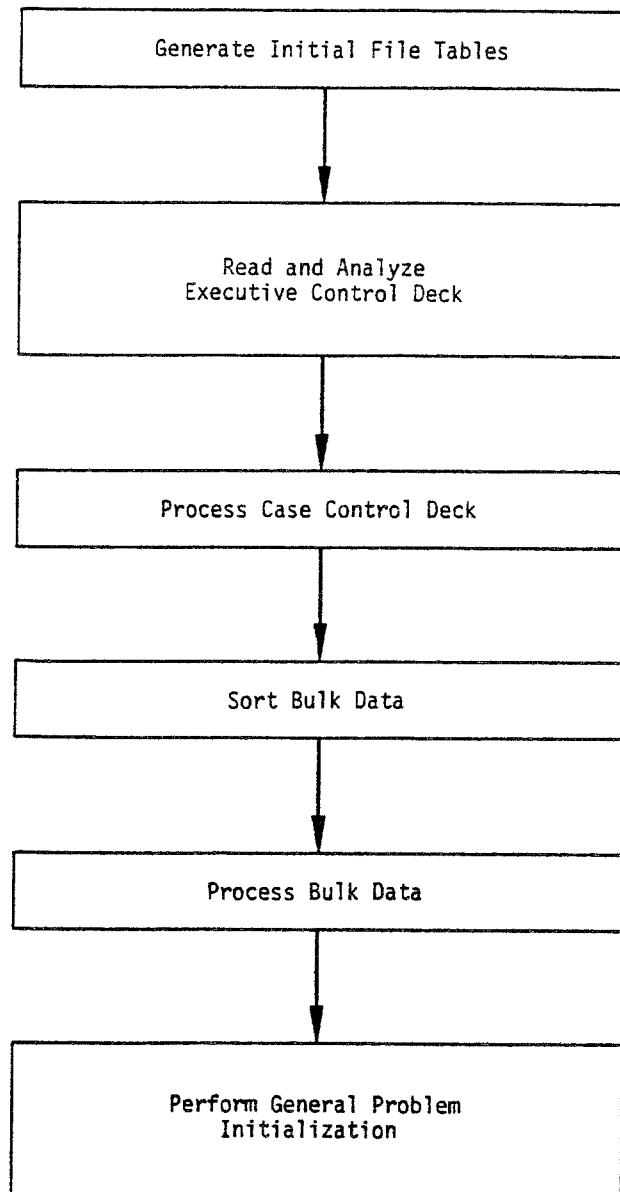 Generate Initial File Tables
Read and Analyze
Executive Control Deck
Process Case Control Deck
Sort Bulk Data
Process Bulk Data
Perform General Problem
Initialization